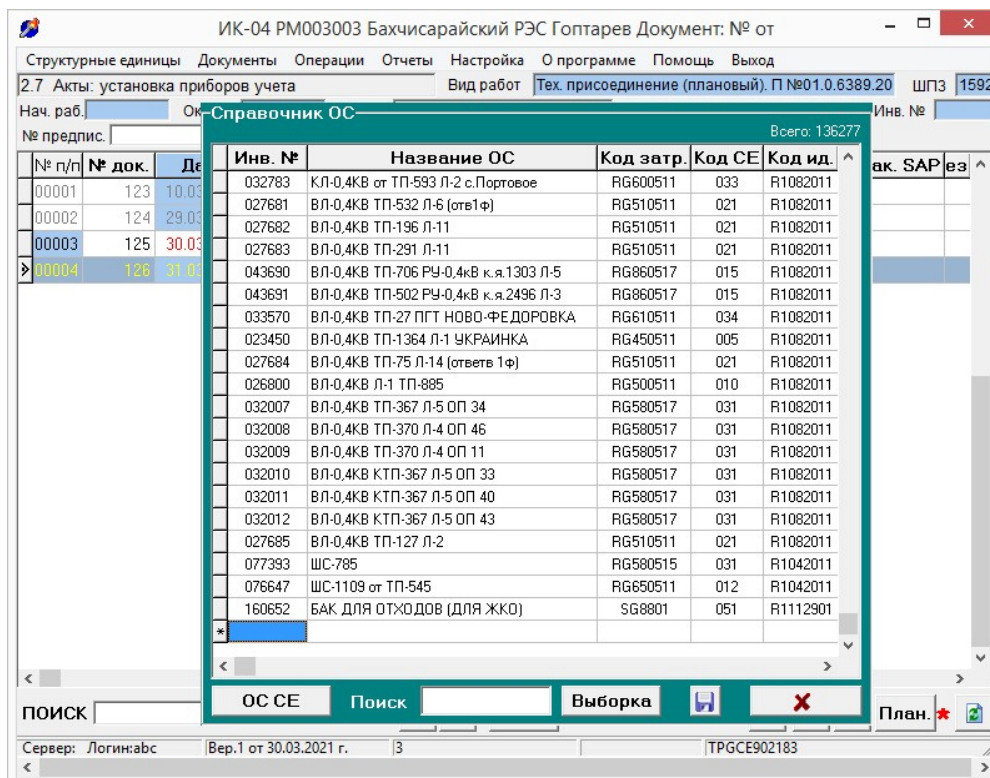 ИК-04 РМ003003 Бахчисарайский РЭС Гоптарев Документ: № от
Структурные единицы Документы Операции Отчеты Настройка О программе Помощь Выход
2.7 Акты: установка приборов учета Вид работ Тех. присоединение (плановый). П №01.0.6389.20 ШПЗ 1592
Нач. раб. Ок Инв. №
№ предпис.
Справочник ОС
Всего: 136277
№ п/п № док. Да ак. SAP ез
00001 123 10.03
00002 124 29.03
00003 125 30.03
00004 126 31.03
Инв. № Название ОС Код затр. Код СЕ Код ид.
032783 КЛ-0,4КВ от ТП-593 Л-2 с.Портовое RG600511 033 R1082011
027681 ВЛ-0,4КВ ТП-532 Л-6 (отв1ф) RG510511 021 R1082011
027682 ВЛ-0,4КВ ТП-196 Л-11 RG510511 021 R1082011
027683 ВЛ-0,4КВ ТП-291 Л-11 RG510511 021 R1082011
043690 ВЛ-0,4КВ ТП-706 РУ-0,4кВ к.я.1303 Л-5 RG860517 015 R1082011
043691 ВЛ-0,4КВ ТП-502 РУ-0,4кВ к.я.2496 Л-3 RG860517 015 R1082011
033570 ВЛ-0,4КВ ТП-27 ПГТ НОВО-ФЕДОРОВКА RG610511 034 R1082011
023450 ВЛ-0,4КВ ТП-1364 Л-1 УКРАИНКА RG450511 005 R1082011
027684 ВЛ-0,4КВ ТП-75 Л-14 (ответв 1ф) RG510511 021 R1082011
026800 ВЛ-0,4КВ Л-1 ТП-885 RG500511 010 R1082011
032007 ВЛ-0,4КВ ТП-367 Л-5 ОП 34 RG580517 031 R1082011
032008 ВЛ-0,4КВ ТП-370 Л-4 ОП 46 RG580517 031 R1082011
032009 ВЛ-0,4КВ ТП-370 Л-4 ОП 11 RG580517 031 R1082011
032010 ВЛ-0,4КВ КТП-367 Л-5 ОП 33 RG580517 031 R1082011
032011 ВЛ-0,4КВ КТП-367 Л-5 ОП 40 RG580517 031 R1082011
032012 ВЛ-0,4КВ КТП-367 Л-5 ОП 43 RG580517 031 R1082011
027685 ВЛ-0,4КВ ТП-127 Л-2 RG510511 021 R1082011
077393 ШС-785 RG580515 031 R1042011
076647 ШС-1109 от ТП-545 RG650511 012 R1042011
160652 БАК ДЛЯ ОТХОДОВ (ДЛЯ ЖКО) SG8801 051 R1112901
ОС СЕ Поиск Выборка
ПОИСК План.
Сервер: Логин:abc Вер.1 от 30.03.2021 г. 3 TPGCE902183